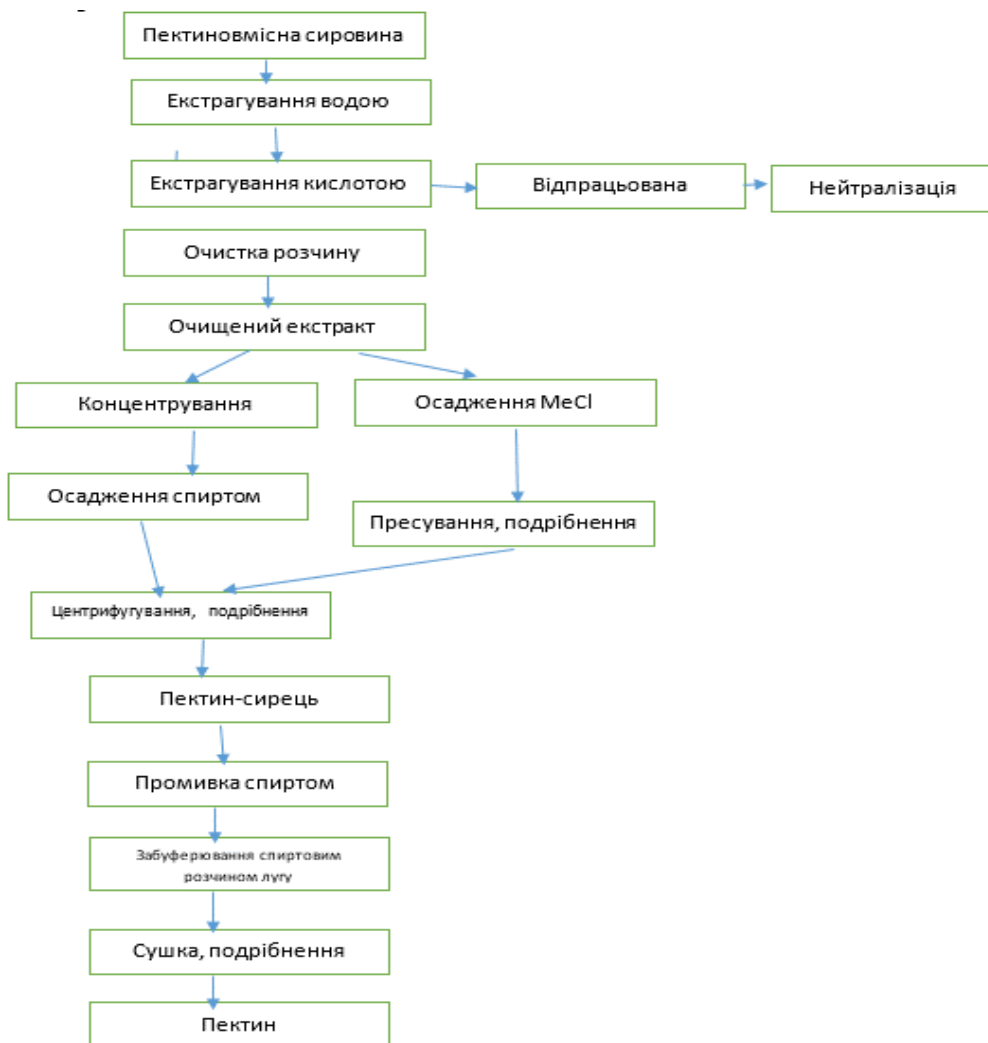 Пектиновмісна сировина
Екстрагування водою
Екстрагування кислотою
Відпрацьована
Нейтралізація
Очистка розчину
Очищений екстракт
Концентрування
Осадження MeCl
Осадження спиртом
Пресування, подрібнення
Центрифугування, подрібнення
Пектин-сирець
Промивка спиртом
Забуферювання спиртовим
розчином лугу
Сушка, подрібнення
Пектин